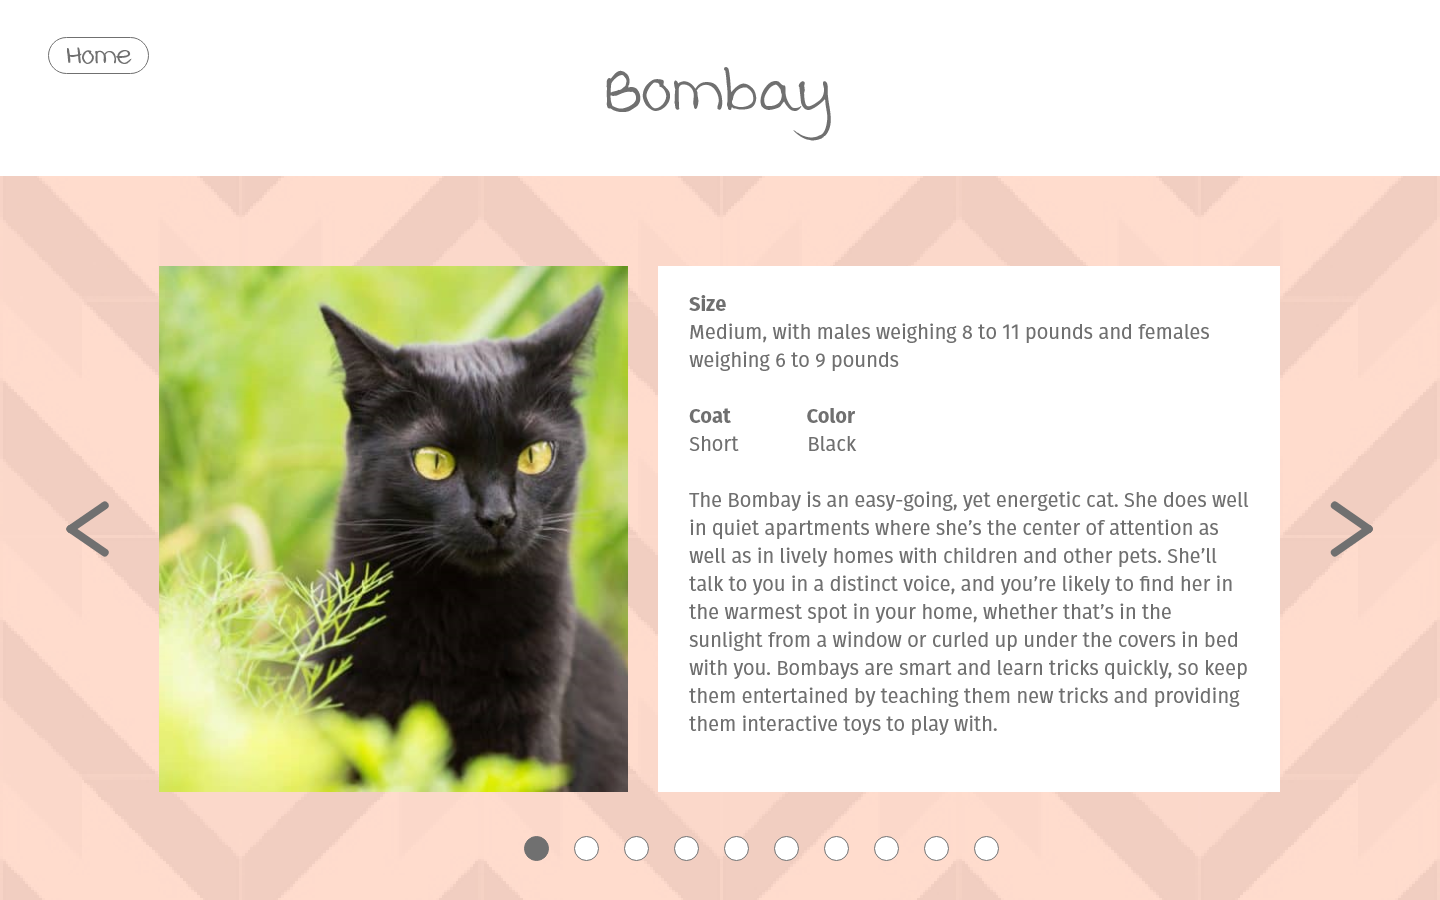 Home
Bombay
Size
Medium, with males weighing 8 to 11 pounds and females
weighing 6 to 9 pounds
Coat Color
Short Black
The Bombay is an easy-going, yet energetic cat. She does well
in quiet apartments where she’s the center of attention as
well as in lively homes with children and other pets. She’ll
talk to you in a distinct voice, and you’re likely to find her in
the warmest spot in your home, whether that’s in the
sunlight from a window or curled up under the covers in bed
with you. Bombays are smart and learn tricks quickly, so keep
them entertained by teaching them new tricks and providing
them interactive toys to play with.